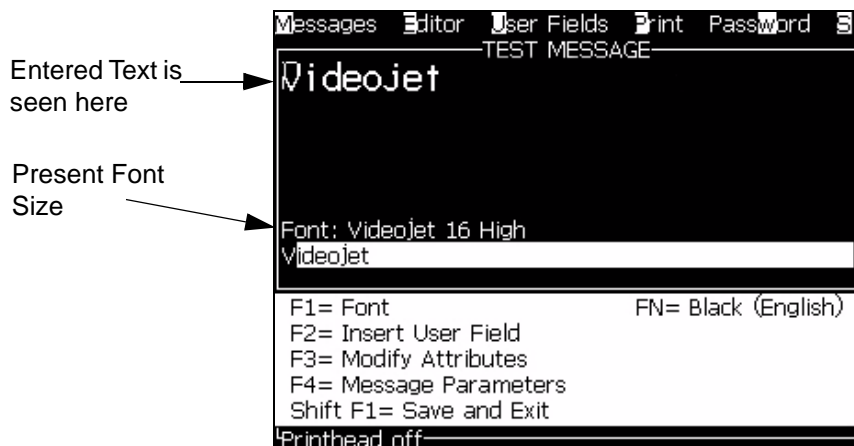 Messages Editor User Fields Print Password S
TEST MESSAGE
Entered Text is
seen here
Videojet
Present Font
Size
Font: Videojet 16 High
Videojet
F1= Font FN= Black (English)
F2= Insert User Field
F3= Modify Attributes
F4= Message Parameters
Shift F1= Save and Exit
Printhead off